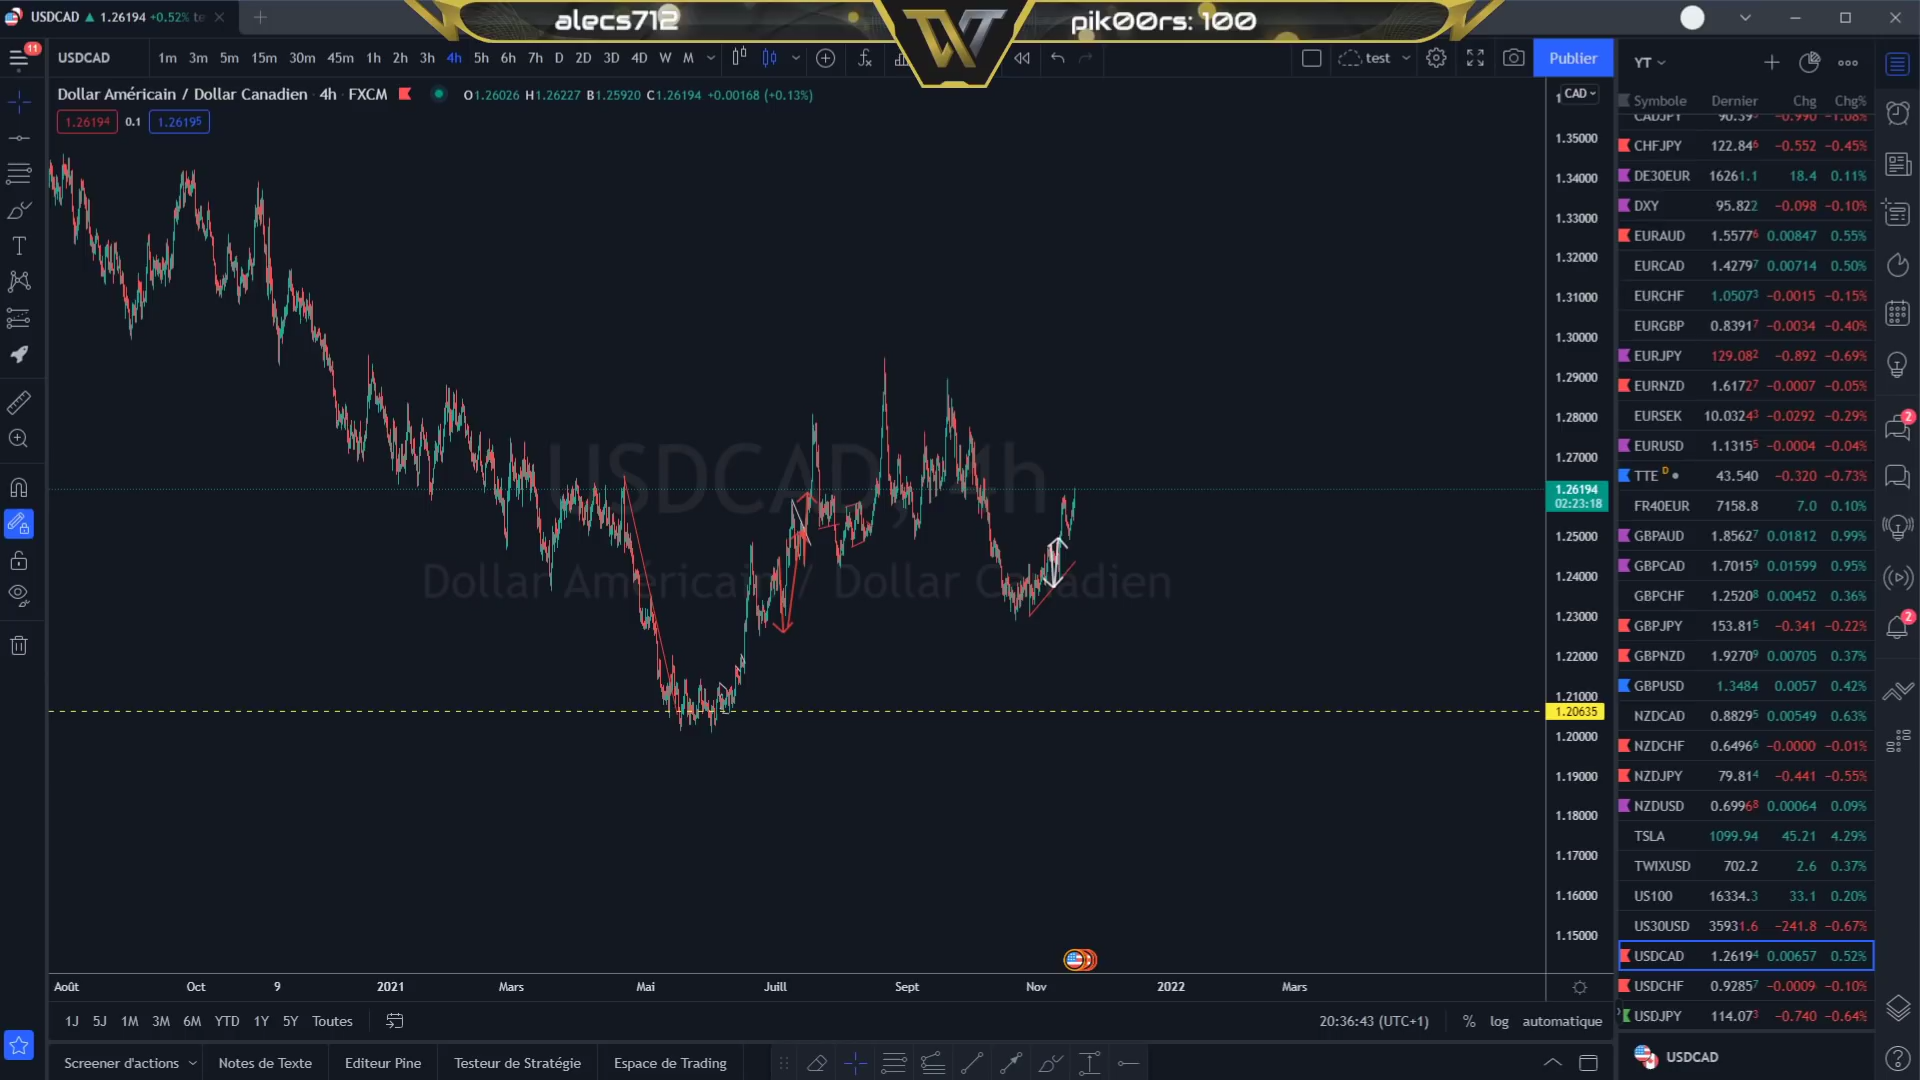 USDCAD ▲ 1.26194 +0.52% te
alecs712
pik00rs: 100
11
USDCAD
1m 3m 5m 15m 30m 45m 1h 2h 3h 4h 5h 6h 7h D 2D 3D 4D W M
test
Publier
YT
Dollar Américain / Dollar Canadien 4h FXCM
O1.26026 H1.26227 B1.25920 C1.26194 +0.00168 (+0.13%)
1.26194 0.1 1.26195
CAD
1.35000
1.34000
1.33000
1.32000
1.31000
1.30000
1.29000
1.28000
1.27000
1.26194
02:23:18
1.25000
1.24000
1.23000
1.22000
1.21000
1.20635
1.20000
1.19000
1.18000
1.17000
1.16000
1.15000
USDCAD, 4h
Dollar Américain / Dollar Canadien
Août Oct 9 2021 Mars Mai Juill Sept Nov 2022 Mars
1J 5J 1M 3M 6M YTD 1Y 5Y Toutes
20:36:43 (UTC+1) % log automatique
Screener d'actions Notes de Texte Editeur Pine Testeur de Stratégie Espace de Trading
Symbole Dernier Chg Chg%
CADJPY 90.395 −0.990 −1.08%
CHFJPY 122.846 −0.552 −0.45%
DE30EUR 16261.1 18.4 0.11%
DXY 95.822 −0.098 −0.10%
EURAUD 1.55776 0.00847 0.55%
EURCAD 1.42797 0.00714 0.50%
EURCHF 1.05073 −0.0015 −0.15%
EURGBP 0.83917 −0.0034 −0.40%
EURJPY 129.082 −0.892 −0.69%
EURNZD 1.61727 −0.0007 −0.05%
EURSEK 10.03243 −0.0292 −0.29%
EURUSD 1.13155 −0.0004 −0.04%
TTE D 43.540 −0.320 −0.73%
FR40EUR 7158.8 7.0 0.10%
GBPAUD 1.85627 0.01812 0.99%
GBPCAD 1.70159 0.01599 0.95%
GBPCHF 1.25208 0.00452 0.36%
GBPJPY 153.815 −0.341 −0.22%
GBPNZD 1.92709 0.00705 0.37%
GBPUSD 1.3484 0.0057 0.42%
NZDCAD 0.88295 0.00549 0.63%
NZDCHF 0.64966 −0.0000 −0.01%
NZDJPY 79.814 −0.441 −0.55%
NZDUSD 0.69968 0.00064 0.09%
TSLA 1099.94 45.21 4.29%
TWIXUSD 702.2 2.6 0.37%
US100 16334.3 33.1 0.20%
US30USD 35931.6 −241.8 −0.67%
USDCAD 1.26194 0.00657 0.52%
USDCHF 0.92857 −0.0009 −0.10%
USDJPY 114.073 −0.740 −0.64%
USDCAD
2
2